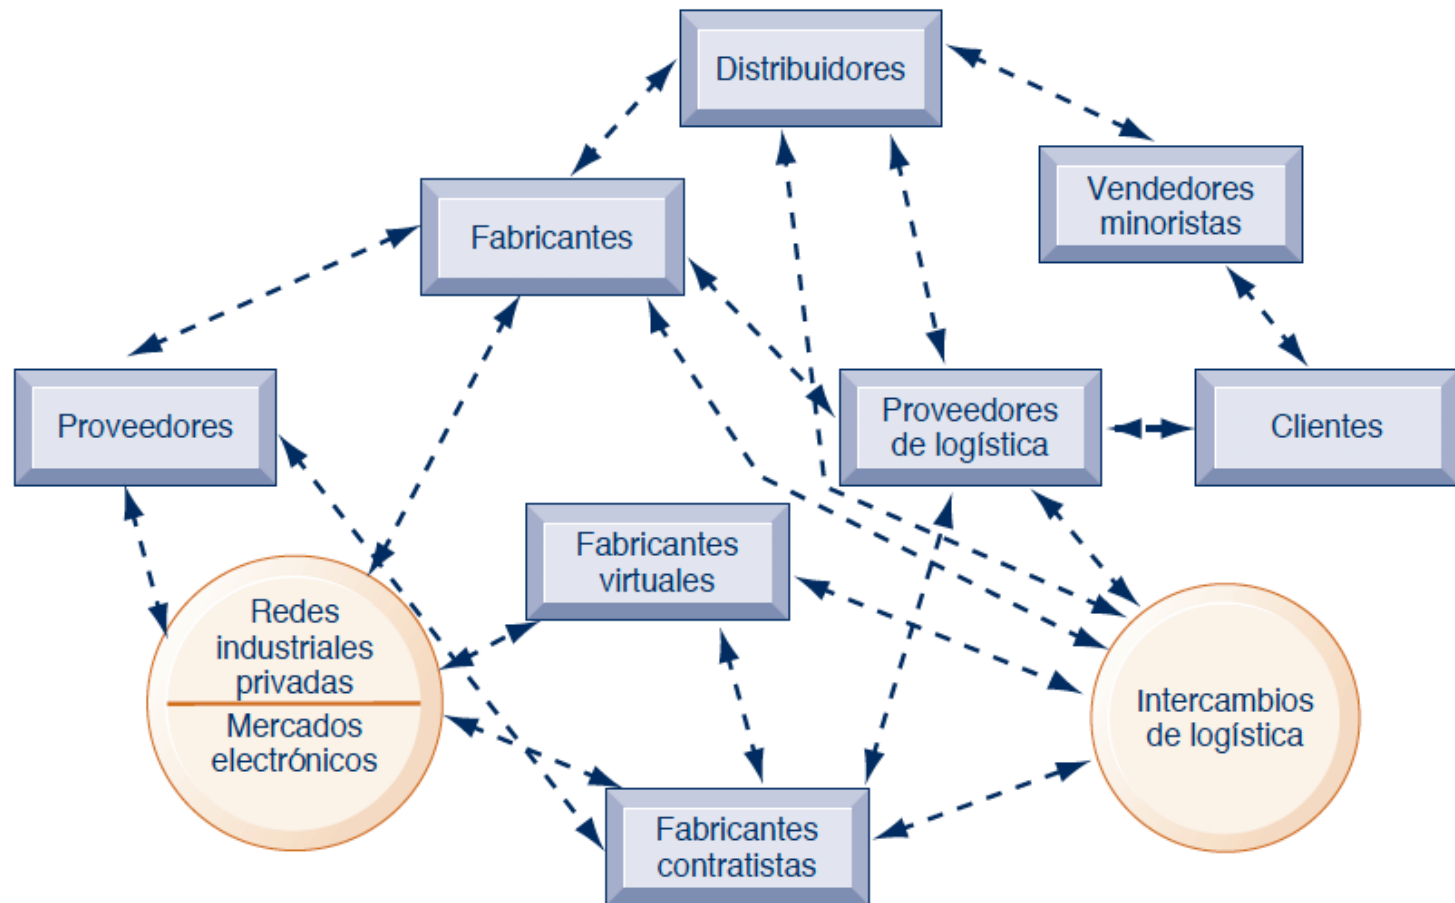 Distribuidores
Vendedores
minoristas
Fabricantes
Proveedores
Proveedores
de logística
Clientes
Fabricantes
virtuales
Redes
industriales
privadas
Mercados
electrónicos
Intercambios
de logística
Fabricantes
contratistas